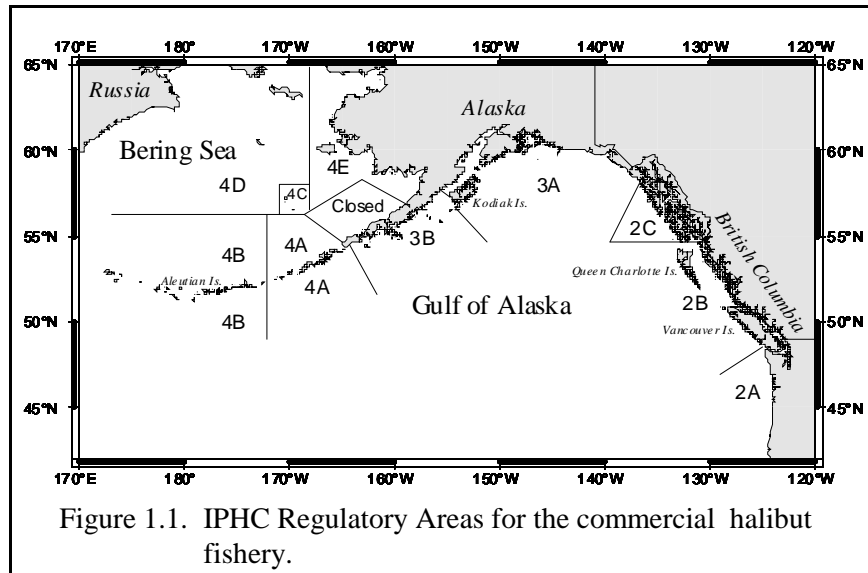 170°E 180° 170°W 160°W 150°W 140°W 130°W 120°W
65°N 65°N
Russia
Alaska
60°N 60°N
Bering Sea
4E
4D
4C
3A
Closed
Kodiak Is.
55°N 55°N
3B
2C
British Columbia
4B
4A
Aleutian Is.
4A
Queen Charlotte Is.
Gulf of Alaska
2B
50°N 50°N
4B
Vancouver Is.
2A
45°N 45°N
170°E 180° 170°W 160°W 150°W 140°W 130°W 120°W
Figure 1.1. IPHC Regulatory Areas for the commercial halibut
fishery.